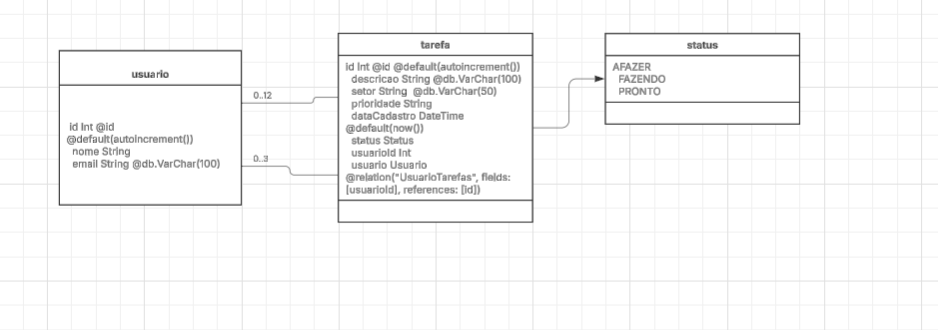 usuario
id Int @id
@default(autoincrement())
nome String
email String @db.VarChar(100)
0..12
0..3
tarefa
id Int @id @default(autoincrement())
descricao String @db.VarChar(100)
setor String @db.VarChar(50)
prioridade String
dataCadastro DateTime
@default(now())
status Status
usuarioId Int
usuario Usuario
@relation("UsuarioTarefas", fields:
[usuarioId], references: [id])
status
AFAZER
FAZENDO
PRONTO